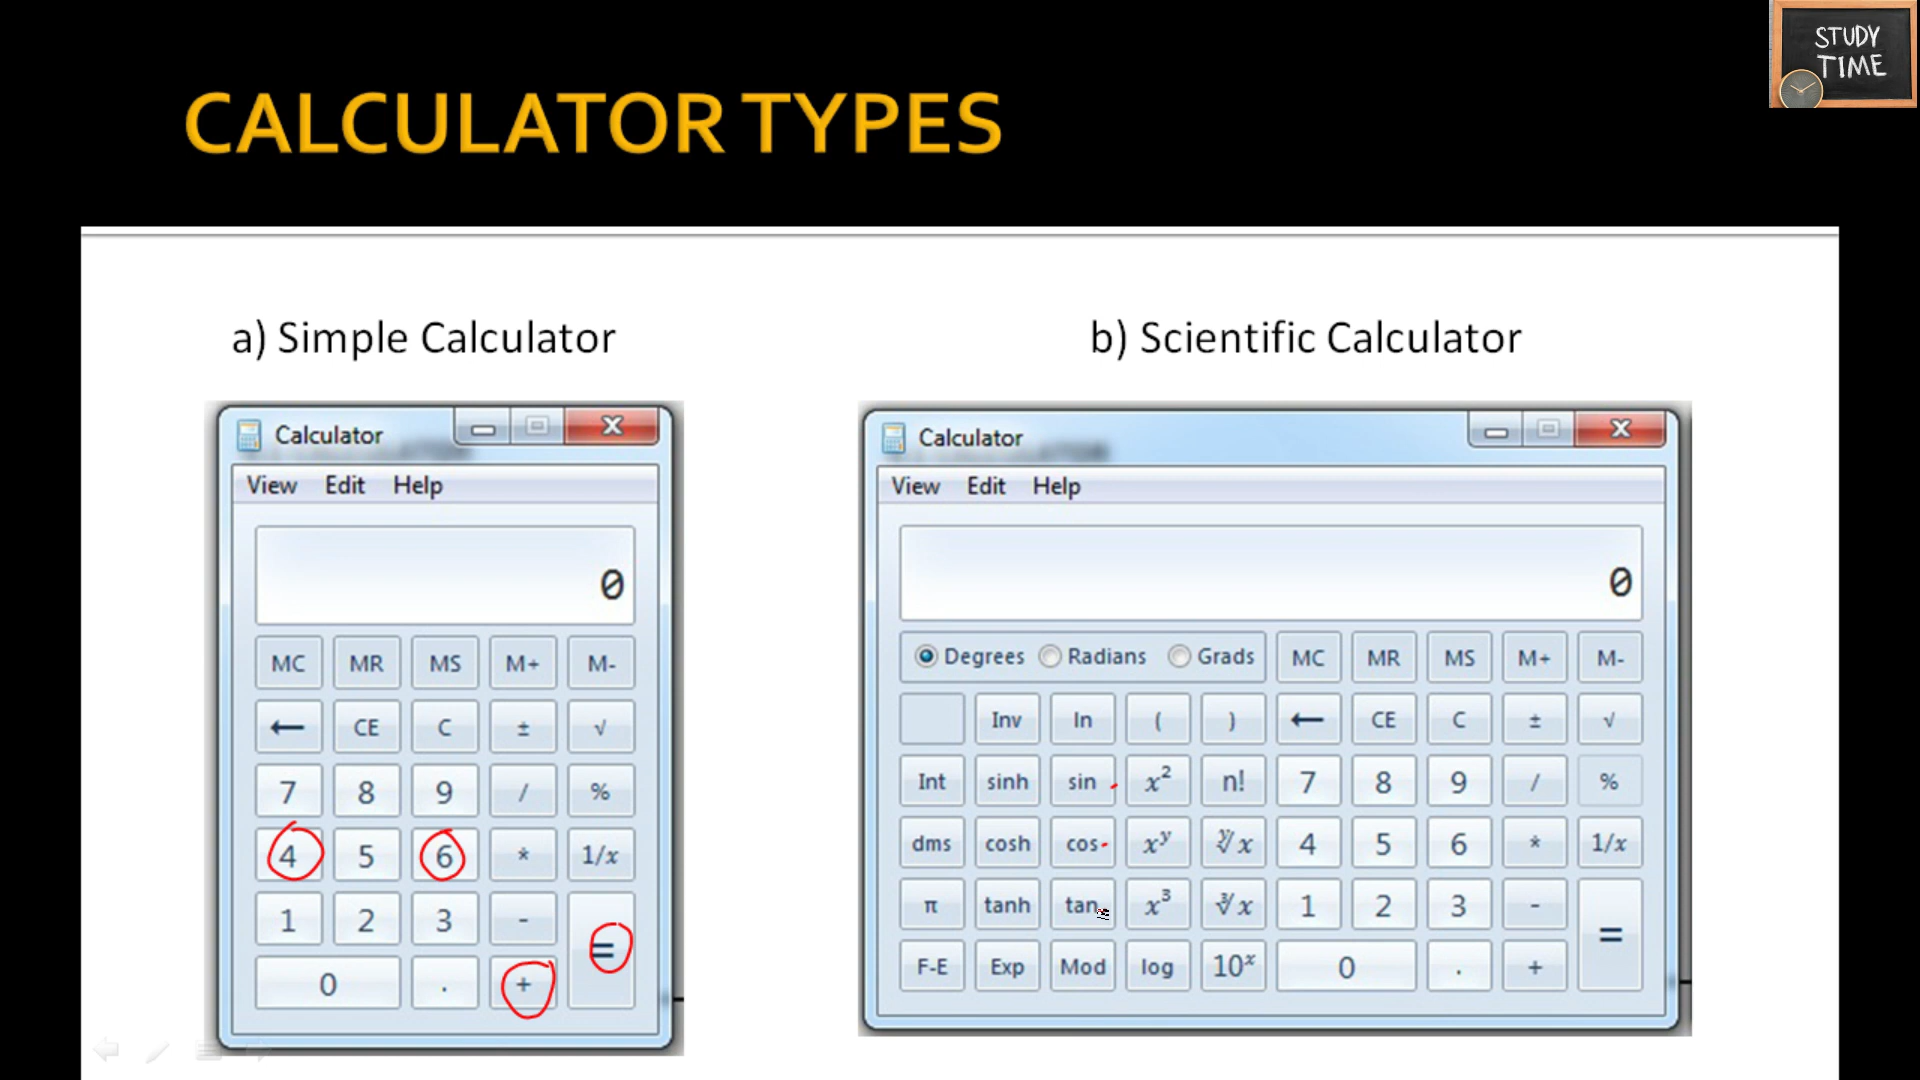 STUDY
TIME
CALCULATOR TYPES
a) Simple Calculator
Calculator
View Edit Help
0
MC MR MS M+ M-
← CE C ± √
7 8 9 / %
4 5 6 * 1/x
1 2 3 - =
0 . +
b) Scientific Calculator
Calculator
View Edit Help
0
Degrees Radians Grads MC MR MS M+ M-
Inv ln ( ) ← CE C ± √
Int sinh sin x² n! 7 8 9 / %
dms cosh cos xʸ ʸ√x 4 5 6 * 1/x
π tanh tan x³ ³√x 1 2 3 - =
F-E Exp Mod log 10ˣ 0 . +